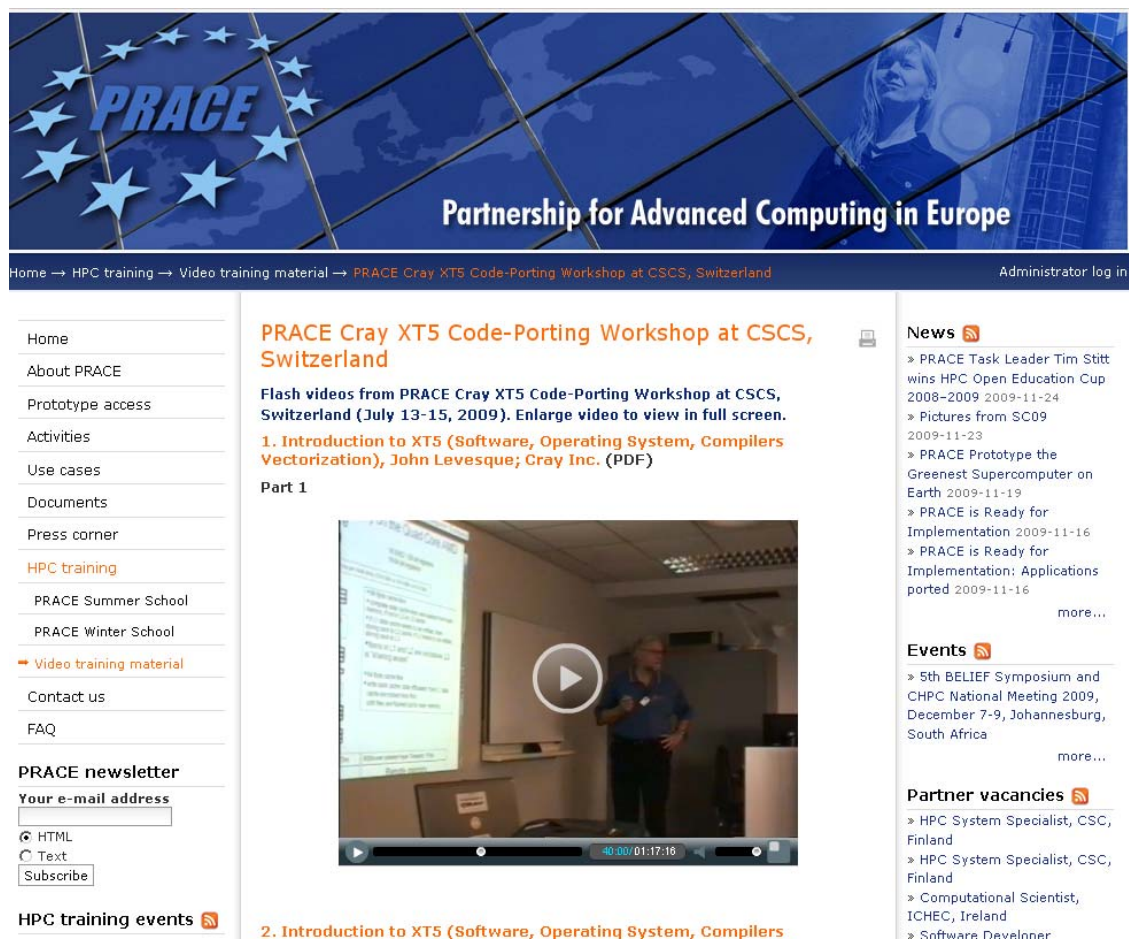 PRACE
Partnership for Advanced Computing in Europe
Home → HPC training → Video training material → PRACE Cray XT5 Code-Porting Workshop at CSCS, Switzerland
Administrator log in
Home
About PRACE
Prototype access
Activities
Use cases
Documents
Press corner
HPC training
PRACE Summer School
PRACE Winter School
Video training material
Contact us
FAQ
PRACE newsletter
Your e-mail address
HTML
Text
Subscribe
HPC training events
PRACE Cray XT5 Code-Porting Workshop at CSCS,
Switzerland
Flash videos from PRACE Cray XT5 Code-Porting Workshop at CSCS,
Switzerland (July 13-15, 2009). Enlarge video to view in full screen.
1. Introduction to XT5 (Software, Operating System, Compilers
Vectorization), John Levesque; Cray Inc. (PDF)
Part 1
the Quad Core AMD
40:00/01:17:16
2. Introduction to XT5 (Software, Operating System, Compilers
News
» PRACE Task Leader Tim Stitt
wins HPC Open Education Cup
2008–2009 2009-11-24
» Pictures from SC09
2009-11-23
» PRACE Prototype the
Greenest Supercomputer on
Earth 2009-11-19
» PRACE is Ready for
Implementation 2009-11-16
» PRACE is Ready for
Implementation: Applications
ported 2009-11-16
more...
Events
» 5th BELIEF Symposium and
CHPC National Meeting 2009,
December 7-9, Johannesburg,
South Africa
more...
Partner vacancies
» HPC System Specialist, CSC,
Finland
» HPC System Specialist, CSC,
Finland
» Computational Scientist,
ICHEC, Ireland
» Software Developer